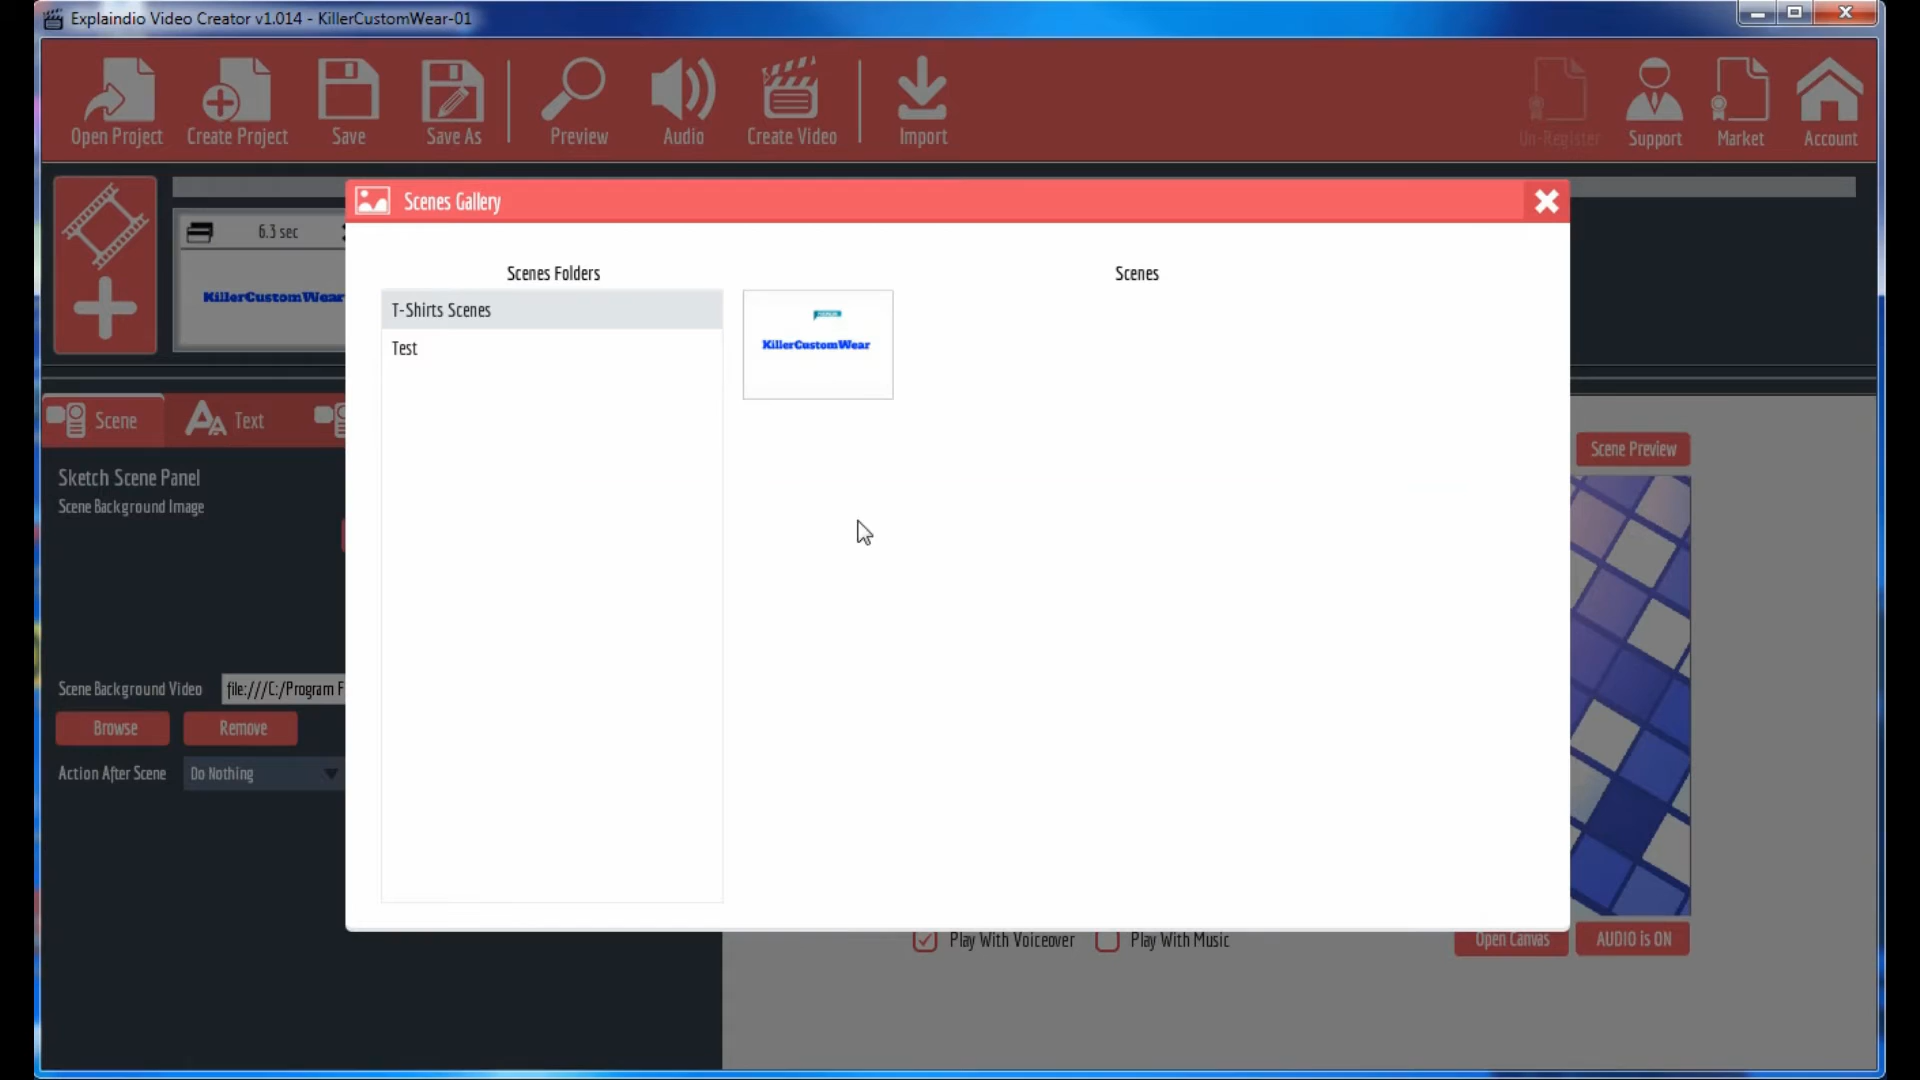 Explaindio Video Creator v1.014 - KillerCustomWear-01
Open Project
Create Project
Save
Save As
Preview
Audio
Create Video
Import
Un-Register
Support
Market
Account
6.3 sec
KillerCustomWear
Scenes Gallery
Scenes Folders
Scenes
T-Shirts Scenes
Test
KillerCustomWear
Scene
Text
Sketch Scene Panel
Scene Background Image
Scene Background Video
file:///C:/Program F
Browse
Remove
Action After Scene
Do Nothing
Scene Preview
Play With Voiceover
Play With Music
Open Canvas
AUDIO is ON